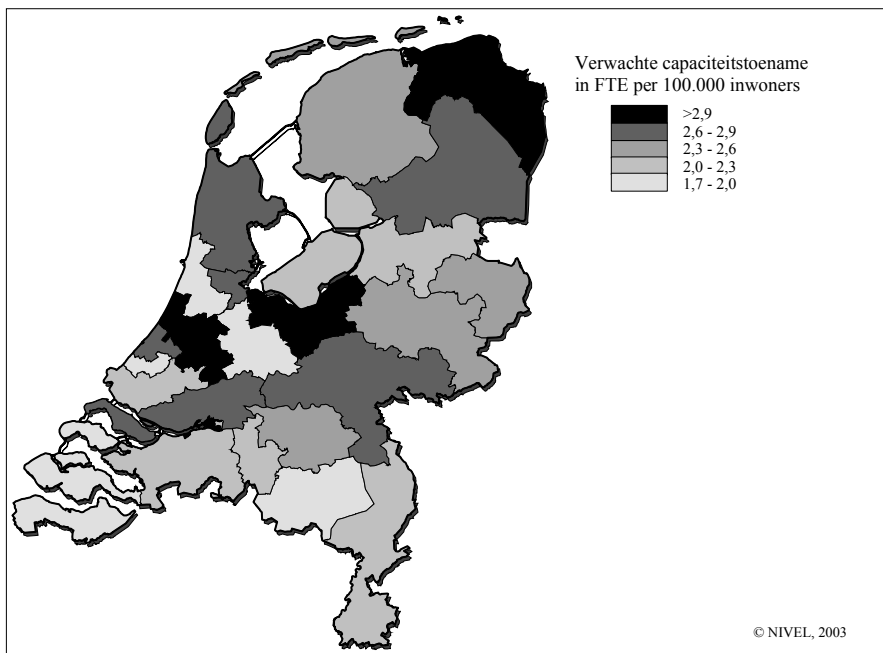 Verwachte capaciteitstoename
in FTE per 100.000 inwoners
>2,9
2,6 - 2,9
2,3 - 2,6
2,0 - 2,3
1,7 - 2,0
© NIVEL, 2003